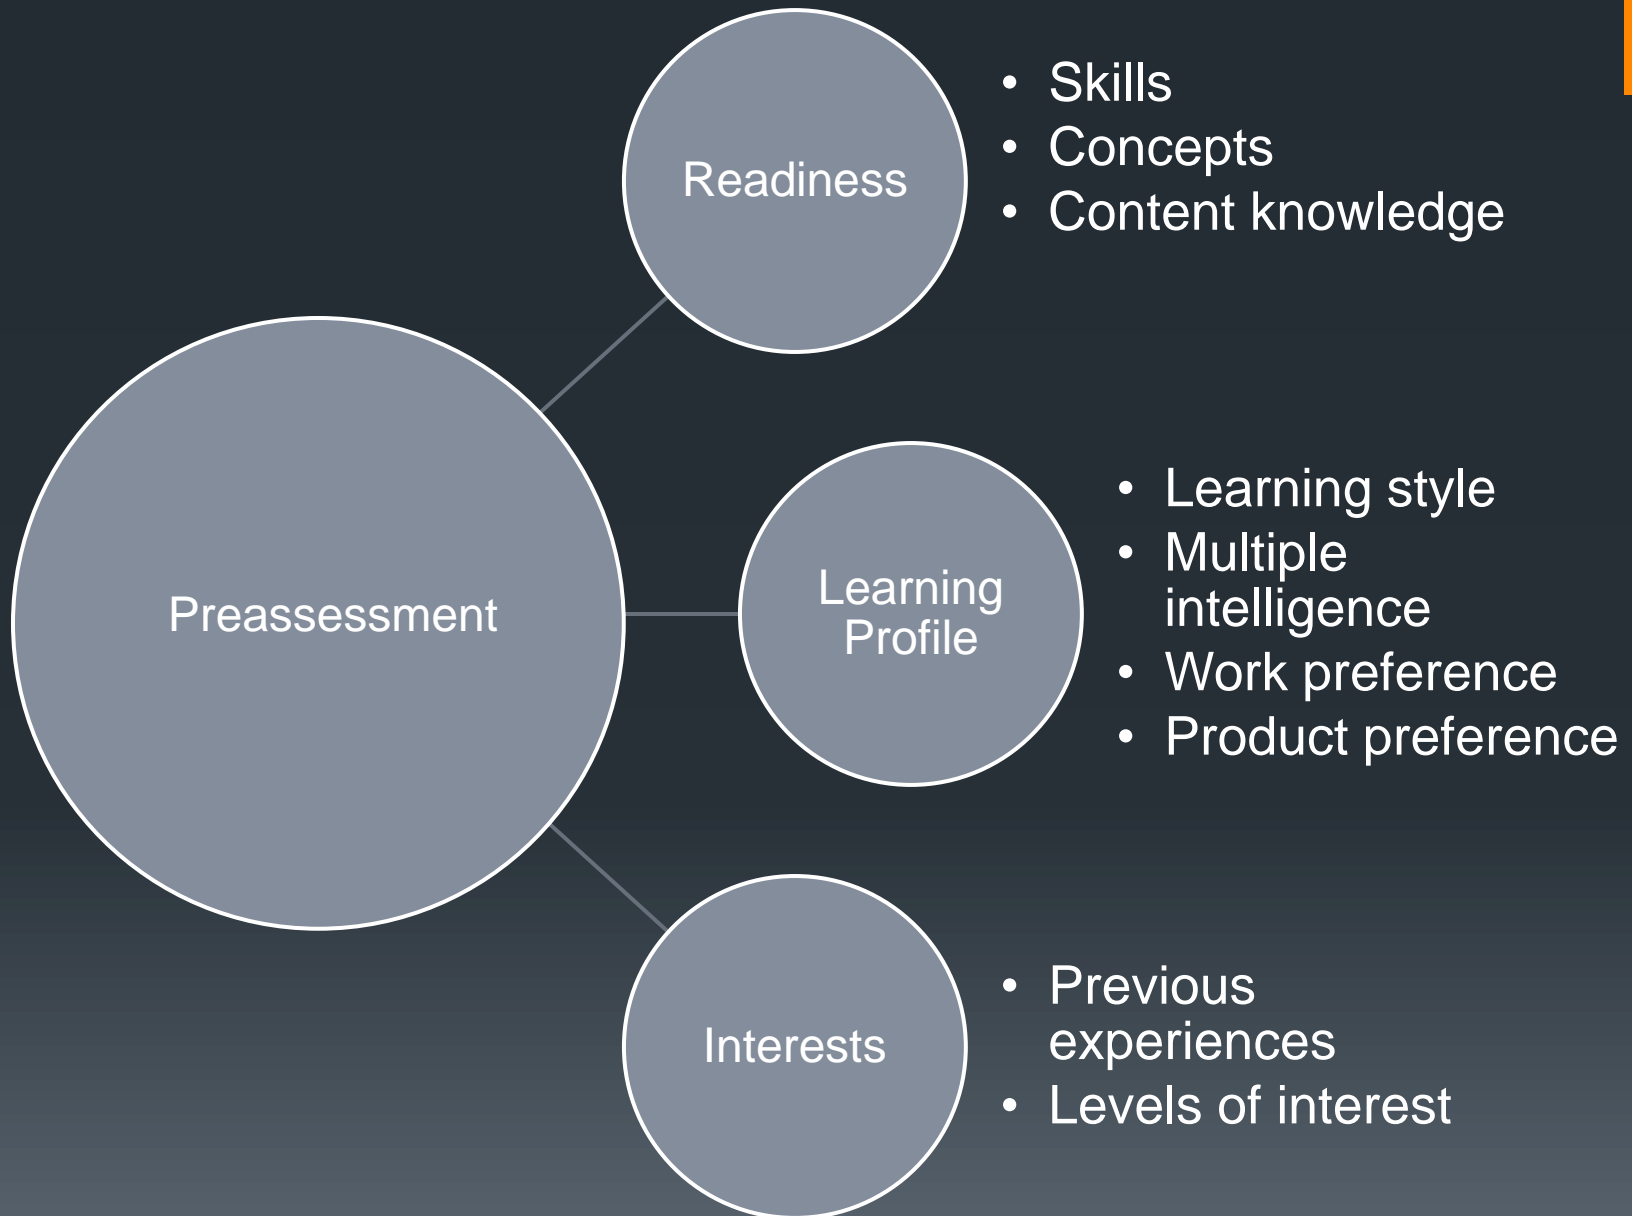 Preassessment
Readiness
• Skills
• Concepts
• Content knowledge
Learning
Profile
• Learning style
• Multiple
intelligence
• Work preference
• Product preference
Interests
• Previous
experiences
• Levels of interest